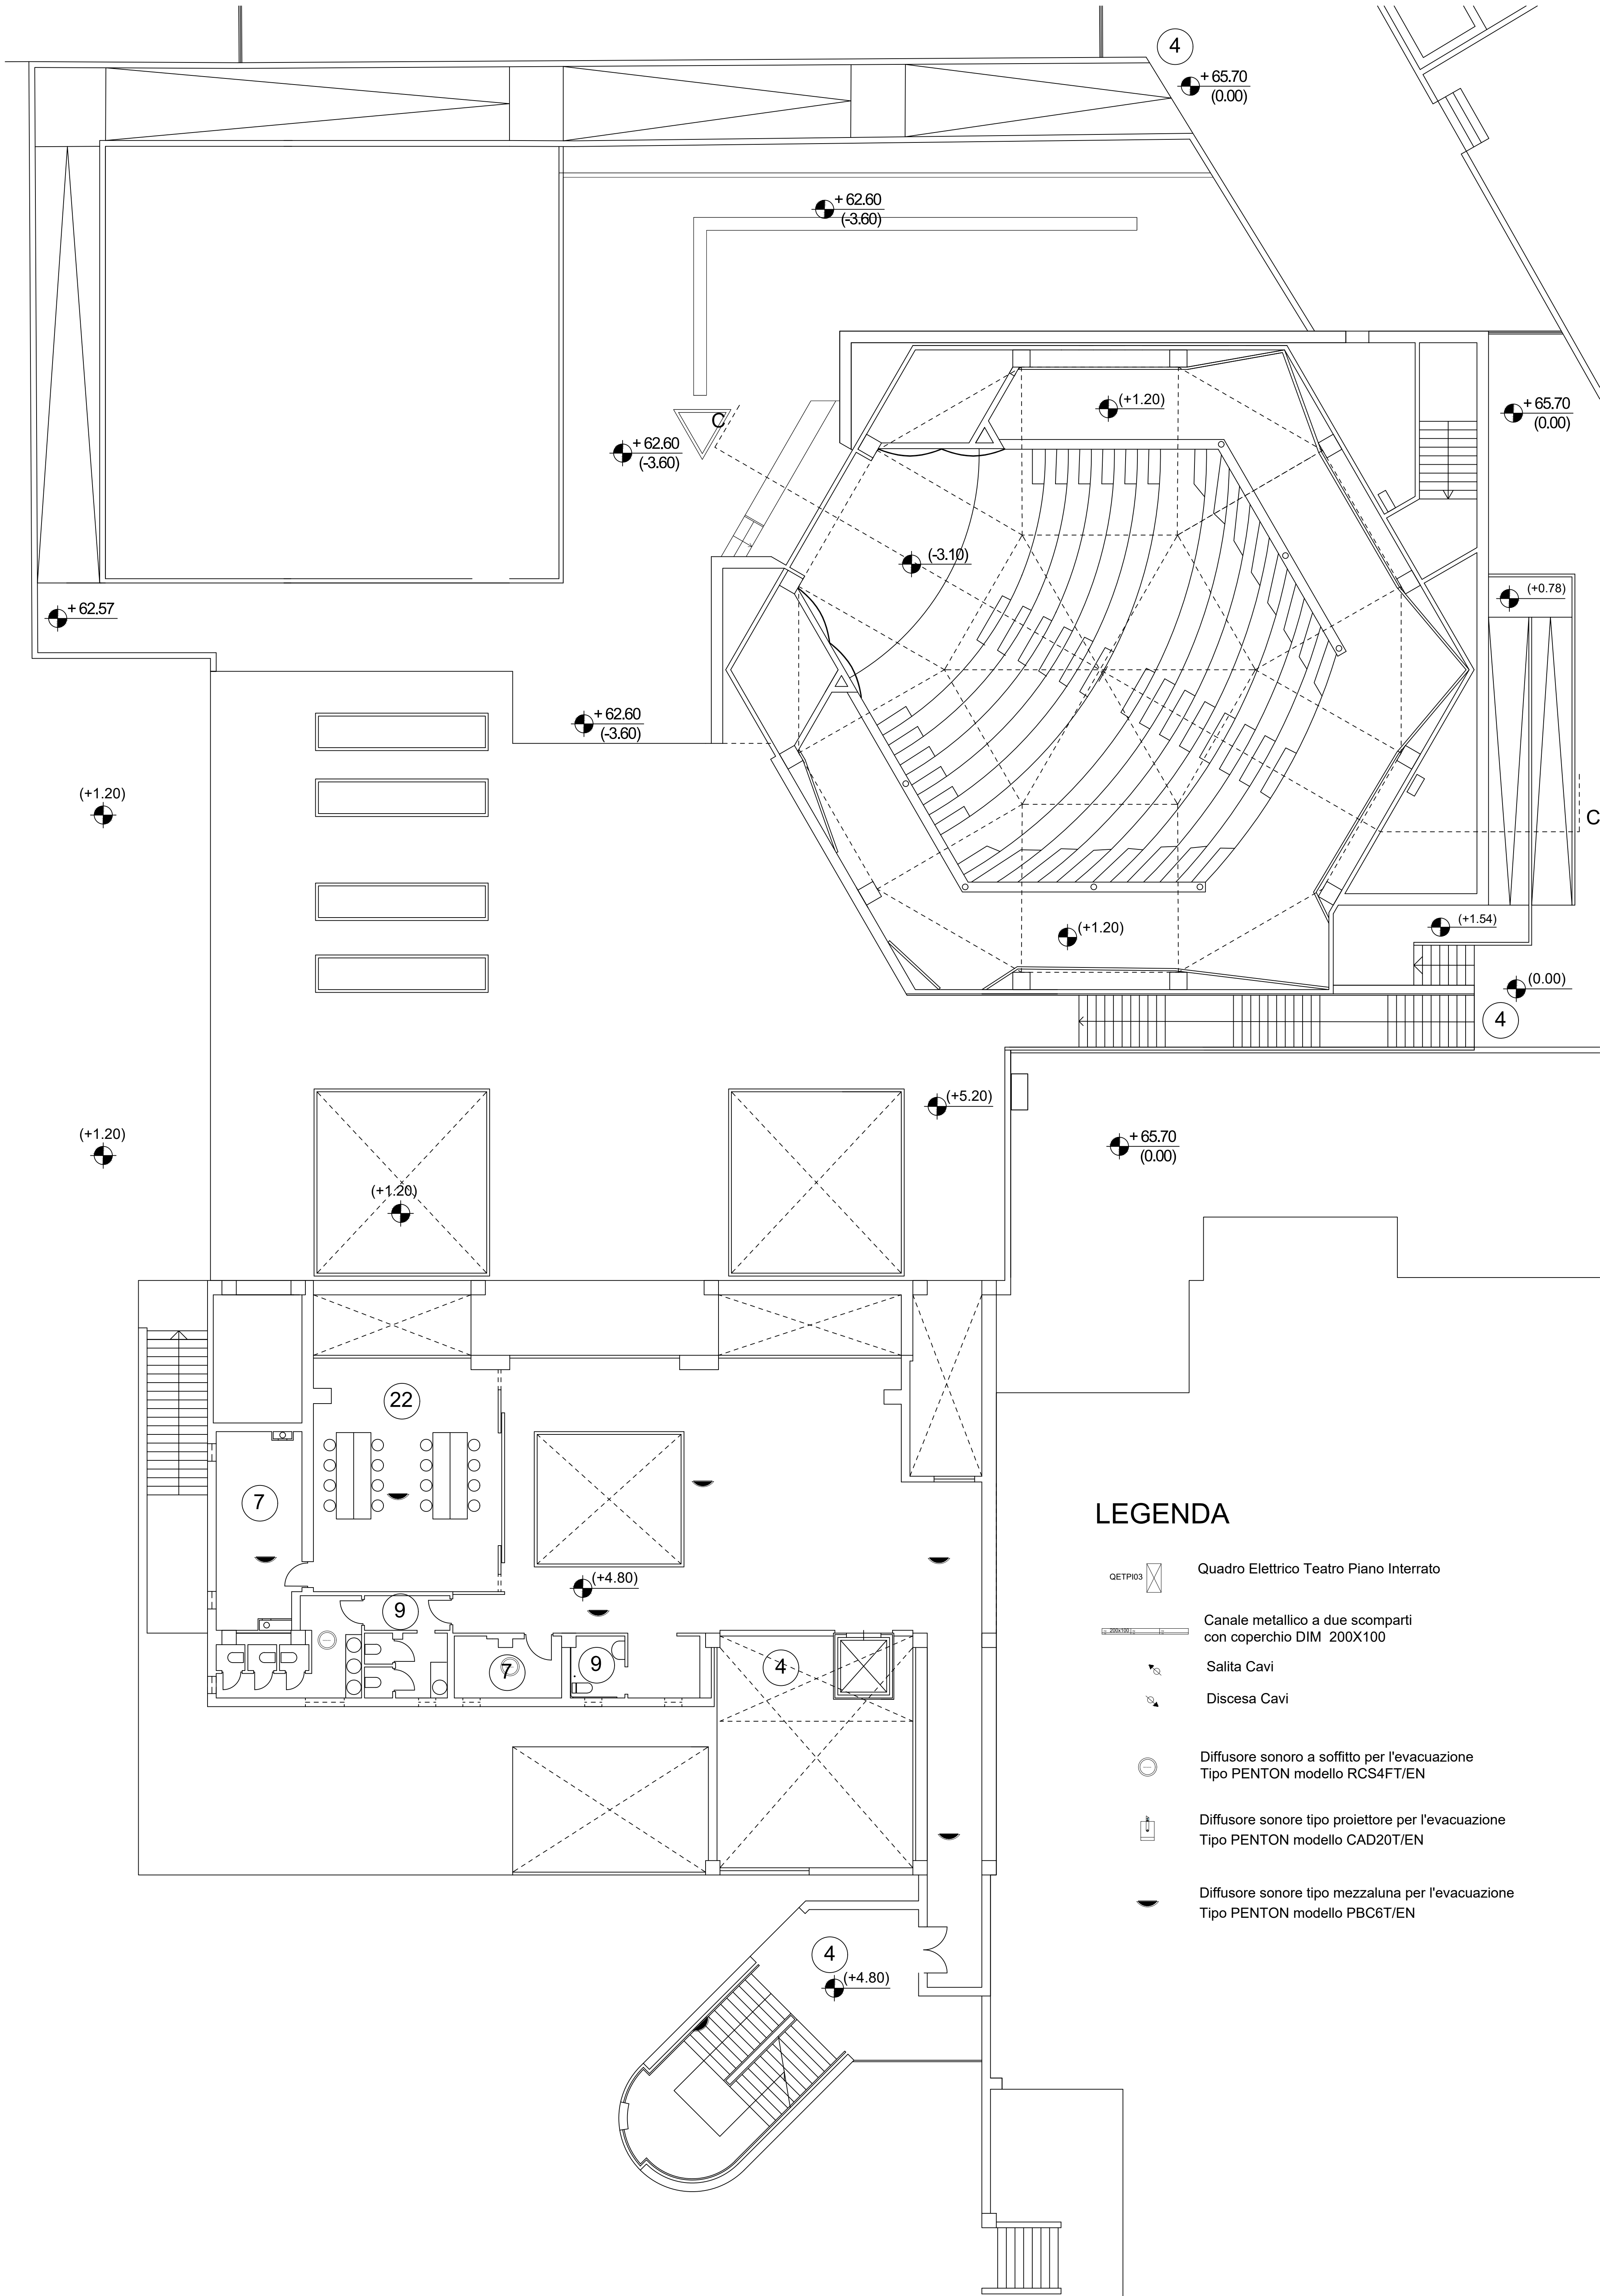 4
+ 65.70
(0.00)
+ 62.60
(-3.60)
(+1.20)
+ 65.70
(0.00)
C
+ 62.60
(-3.60)
(-3.10)
(+0.78)
+ 62.57
+ 62.60
(-3.60)
(+1.20)
C
(+1.20)
(+1.54)
(0.00)
4
(+5.20)
(+1.20)
+ 65.70
(0.00)
(+1.20)
22
7
(+4.80)
9
7
9
4
4
(+4.80)
LEGENDA
QETPI03
Quadro Elettrico Teatro Piano Interrato
200x100
Canale metallico a due scomparti
con coperchio DIM 200X100
Salita Cavi
Discesa Cavi
Diffusore sonoro a soffitto per l'evacuazione
Tipo PENTON modello RCS4FT/EN
Diffusore sonore tipo proiettore per l'evacuazione
Tipo PENTON modello CAD20T/EN
Diffusore sonore tipo mezzaluna per l'evacuazione
Tipo PENTON modello PBC6T/EN